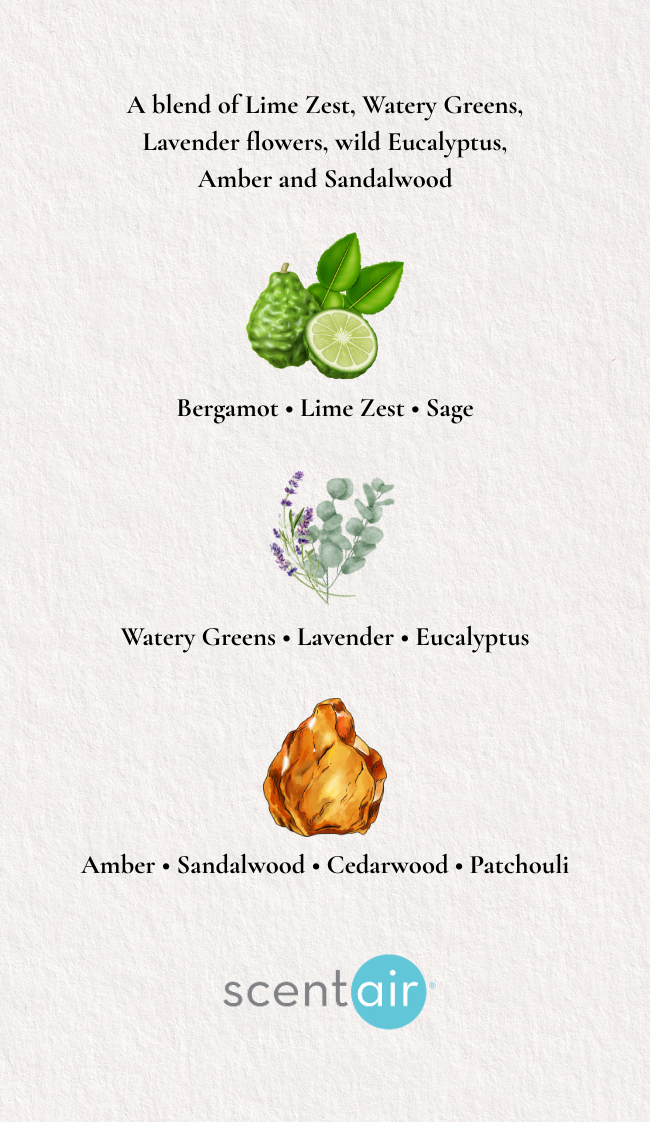 A blend of Lime Zest, Watery Greens,
Lavender flowers, wild Eucalyptus,
Amber and Sandalwood
Bergamot • Lime Zest • Sage
Watery Greens • Lavender • Eucalyptus
Amber • Sandalwood • Cedarwood • Patchouli
scentair®